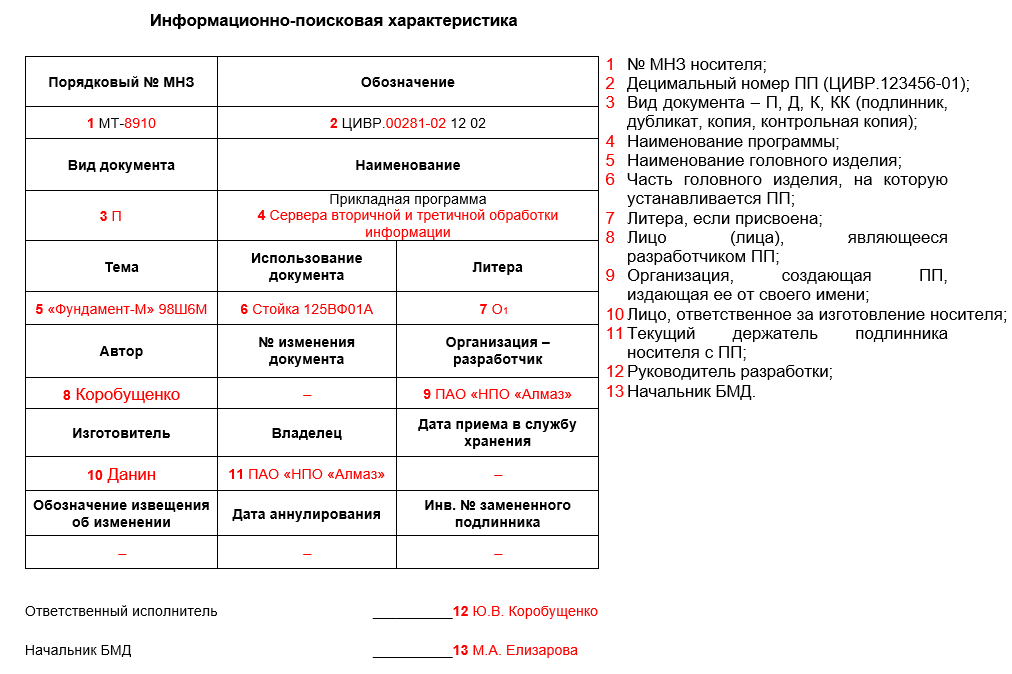 Информационно-поисковая характеристика
Порядковый № МНЗ
Обозначение
1 МТ-8910
2 ЦИВР.00281-02 12 02
Вид документа
Наименование
3 П
Прикладная программа
4 Сервера вторичной и третичной обработки
информации
Тема
Использование
документа
Литера
5 «Фундамент-М» 98Ш6М
6 Стойка 125ВФ01А
7 О₁
Автор
№ изменения
документа
Организация –
разработчик
8 Коробущенко
–
9 ПАО «НПО «Алмаз»
Изготовитель
Владелец
Дата приема в службу
хранения
10 Данин
11 ПАО «НПО «Алмаз»
–
Обозначение извещения
об изменении
Дата аннулирования
Инв. № замененного
подлинника
–
–
–
Ответственный исполнитель __________12 Ю.В. Коробущенко
Начальник БМД __________13 М.А. Елизарова
1 № МНЗ носителя;
2 Децимальный номер ПП (ЦИВР.123456-01);
3 Вид документа – П, Д, К, КК (подлинник,
дубликат, копия, контрольная копия);
4 Наименование программы;
5 Наименование головного изделия;
6 Часть головного изделия, на которую
устанавливается ПП;
7 Литера, если присвоена;
8 Лицо (лица), являющееся
разработчиком ПП;
9 Организация, создающая ПП,
издающая ее от своего имени;
10 Лицо, ответственное за изготовление носителя;
11 Текущий держатель подлинника
носителя с ПП;
12 Руководитель разработки;
13 Начальник БМД.